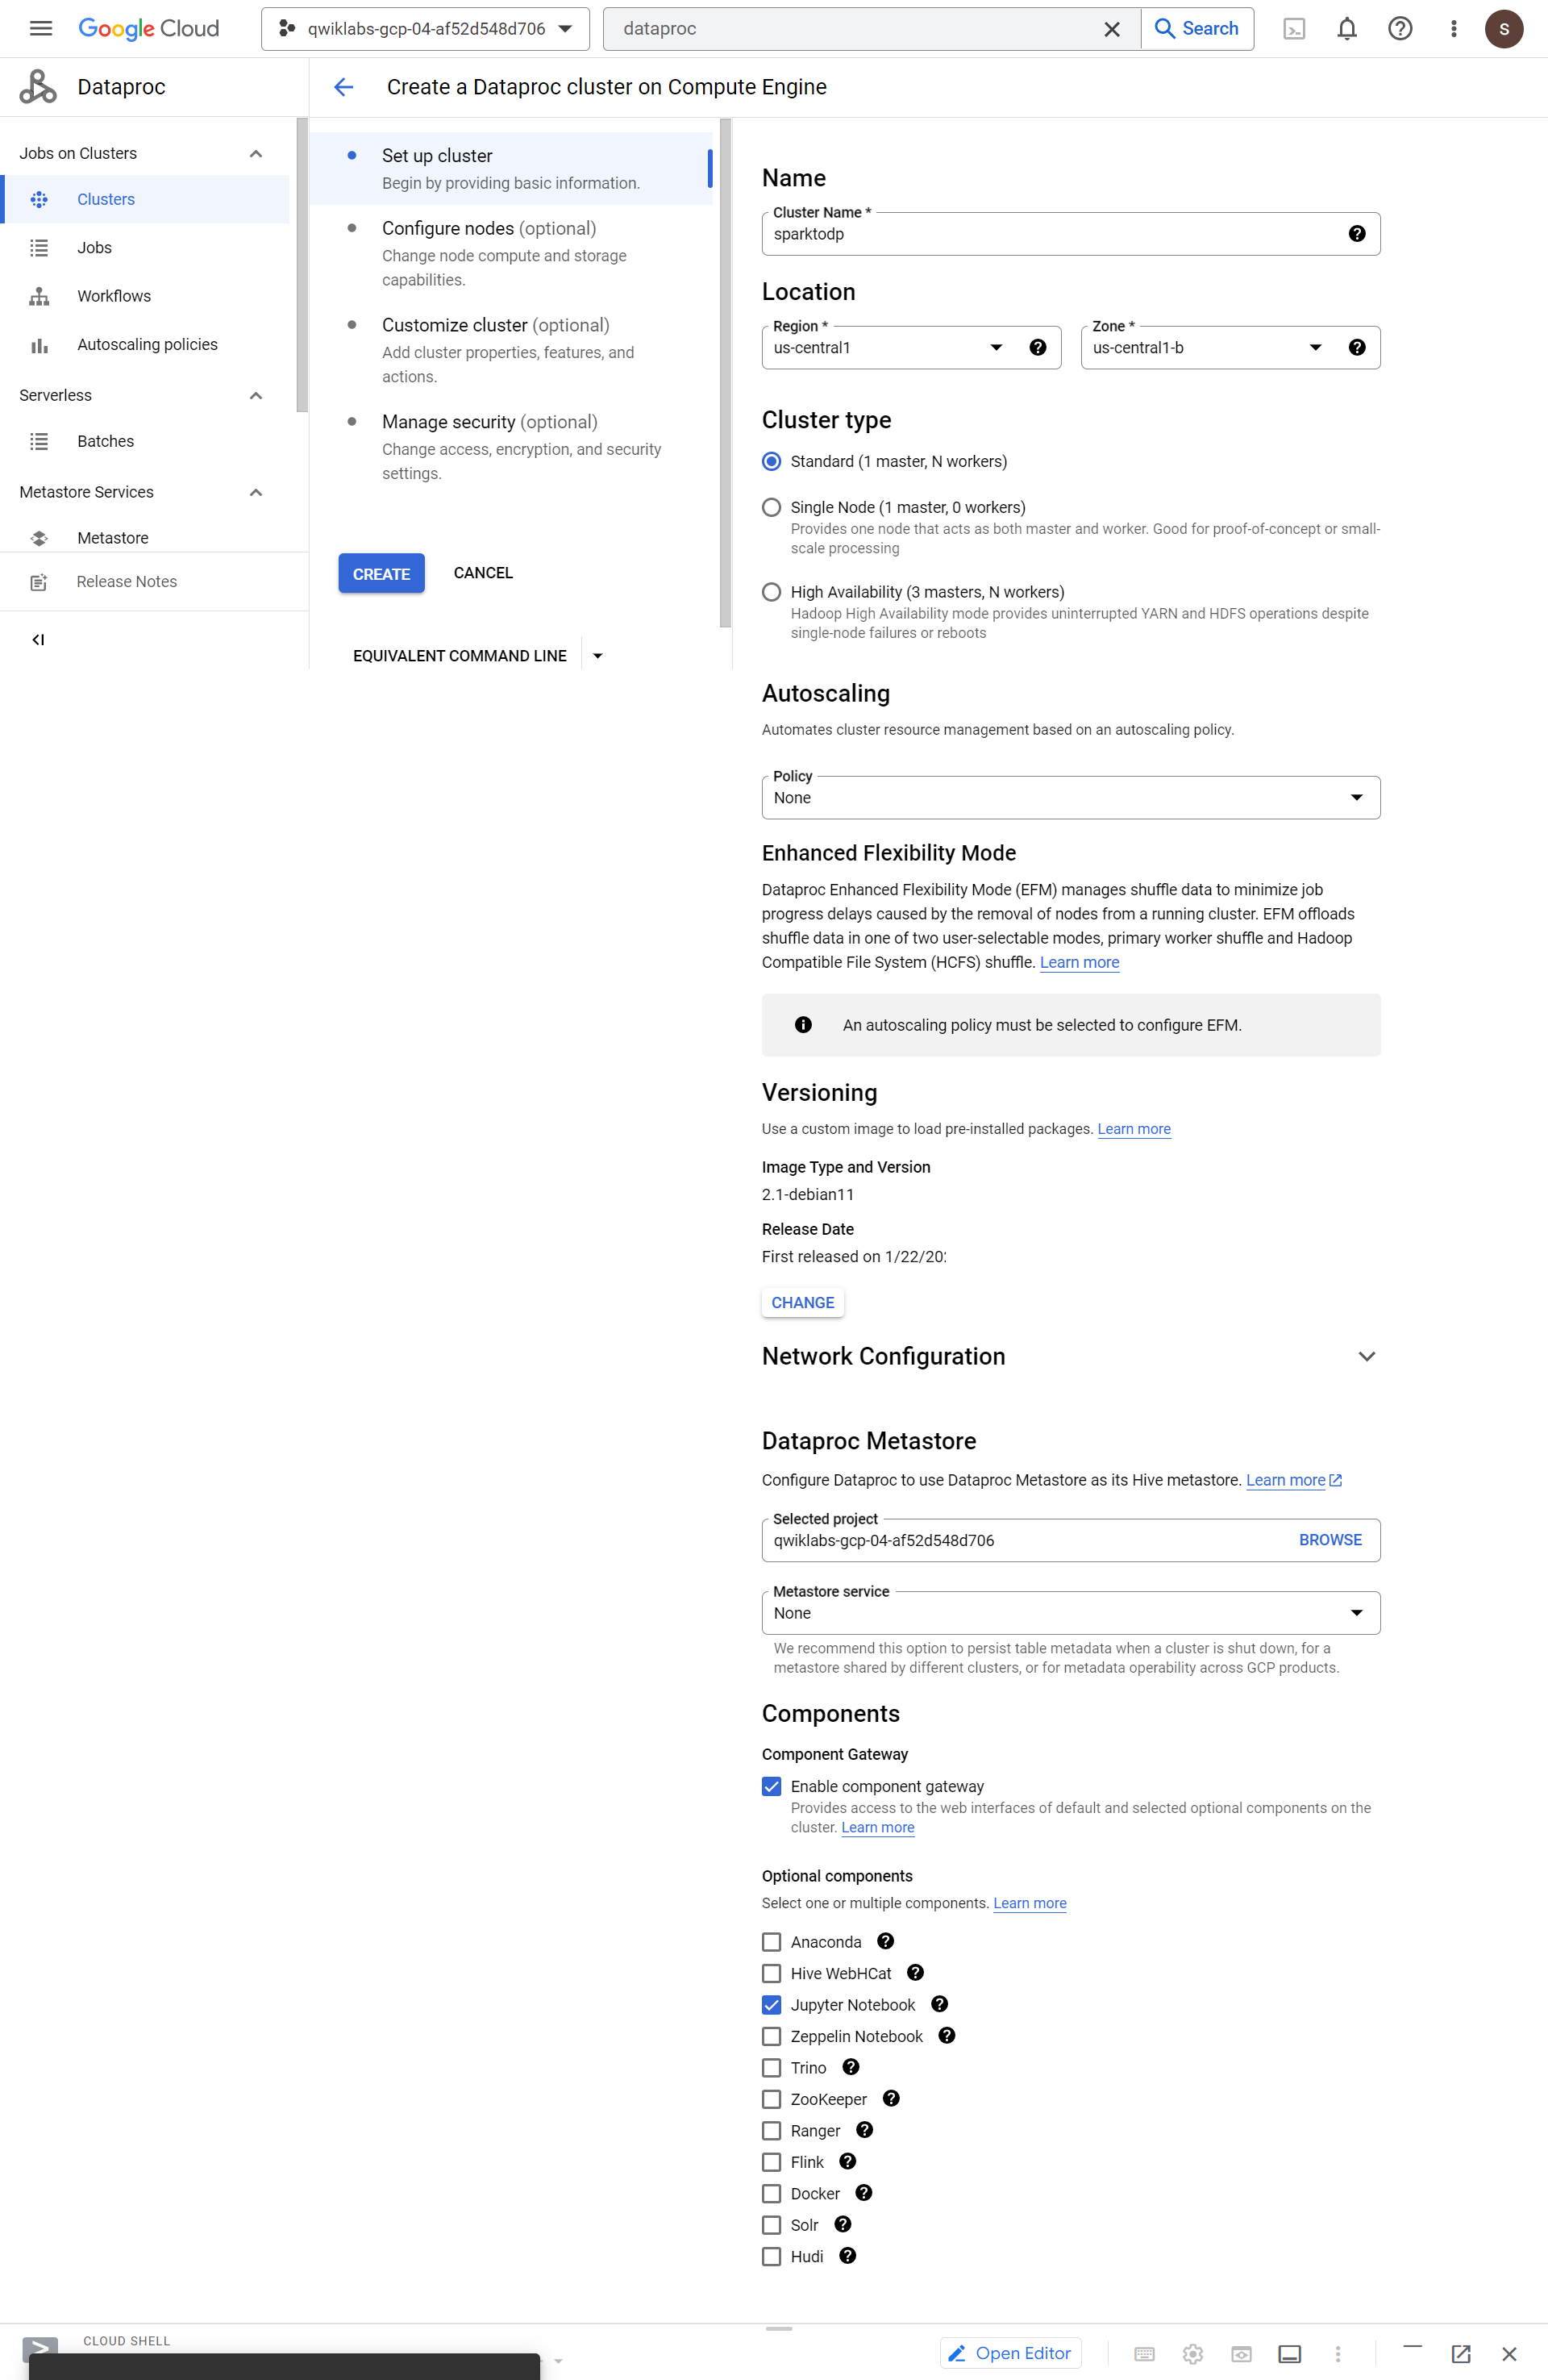 Google Cloud
qwiklabs-gcp-04-af52d548d706
dataproc
Search
S
Dataproc
Create a Dataproc cluster on Compute Engine
Jobs on Clusters
Clusters
Jobs
Workflows
Autoscaling policies
Serverless
Batches
Metastore Services
Metastore
Release Notes
Set up cluster
Begin by providing basic information.
Configure nodes (optional)
Change node compute and storage
capabilities.
Customize cluster (optional)
Add cluster properties, features, and
actions.
Manage security (optional)
Change access, encryption, and security
settings.
CREATE
CANCEL
EQUIVALENT COMMAND LINE
Name
Cluster Name *
sparktodp
Location
Region *
us-central1
Zone *
us-central1-b
Cluster type
Standard (1 master, N workers)
Single Node (1 master, 0 workers)
Provides one node that acts as both master and worker. Good for proof-of-concept or small-
scale processing
High Availability (3 masters, N workers)
Hadoop High Availability mode provides uninterrupted YARN and HDFS operations despite
single-node failures or reboots
Autoscaling
Automates cluster resource management based on an autoscaling policy.
Policy
None
Enhanced Flexibility Mode
Dataproc Enhanced Flexibility Mode (EFM) manages shuffle data to minimize job
progress delays caused by the removal of nodes from a running cluster. EFM offloads
shuffle data in one of two user-selectable modes, primary worker shuffle and Hadoop
Compatible File System (HCFS) shuffle. Learn more
An autoscaling policy must be selected to configure EFM.
Versioning
Use a custom image to load pre-installed packages. Learn more
Image Type and Version
2.1-debian11
Release Date
First released on 1/22/20
CHANGE
Network Configuration
Dataproc Metastore
Configure Dataproc to use Dataproc Metastore as its Hive metastore. Learn more
Selected project
qwiklabs-gcp-04-af52d548d706
BROWSE
Metastore service
None
We recommend this option to persist table metadata when a cluster is shut down, for a
metastore shared by different clusters, or for metadata operability across GCP products.
Components
Component Gateway
Enable component gateway
Provides access to the web interfaces of default and selected optional components on the
cluster. Learn more
Optional components
Select one or multiple components. Learn more
Anaconda
Hive WebHCat
Jupyter Notebook
Zeppelin Notebook
Trino
ZooKeeper
Ranger
Flink
Docker
Solr
Hudi
CLOUD SHELL
Open Editor